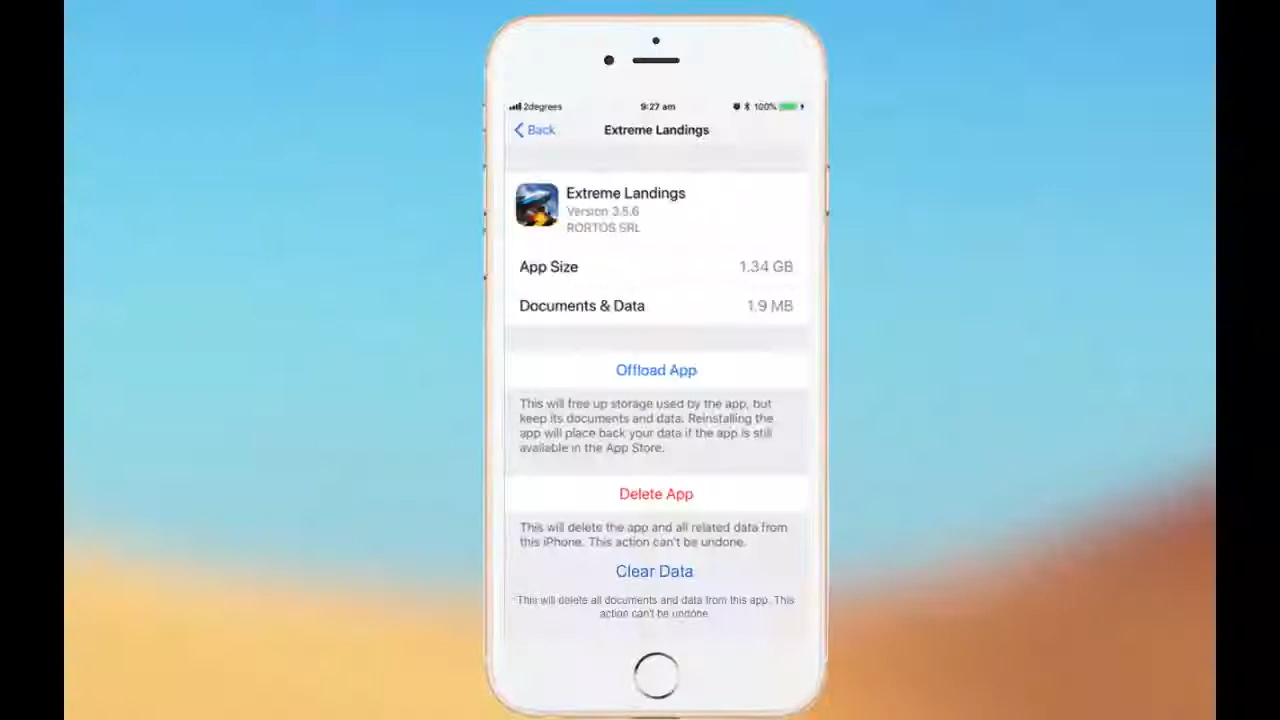 2degrees 9:27 am 100%
Back Extreme Landings
Extreme Landings
Version 3.5.6
RORTOS SRL
App Size 1.34 GB
Documents & Data 1.9 MB
Offload App
This will free up storage used by the app, but
keep its documents and data. Reinstalling the
app will place back your data if the app is still
available in the App Store.
Delete App
This will delete the app and all related data from
this iPhone. This action can't be undone.
Clear Data
This will delete all documents and data from this app. This
action can't be undone.